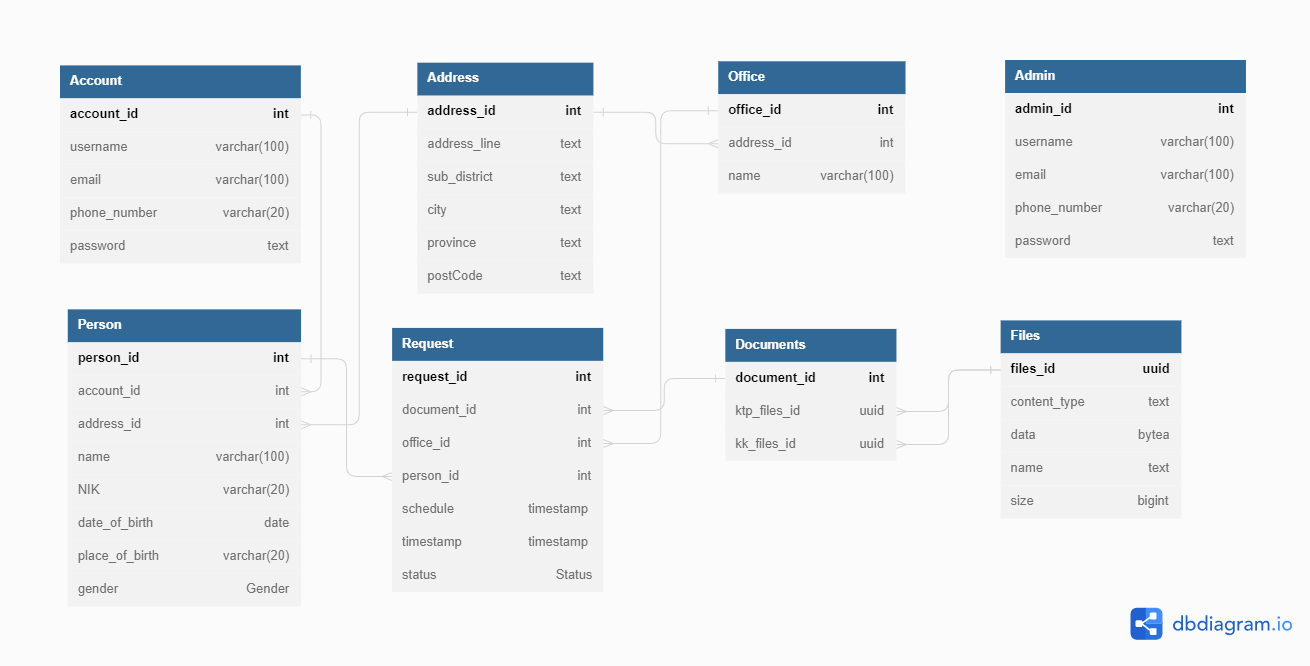 Account
account_id int
username varchar(100)
email varchar(100)
phone_number varchar(20)
password text
Address
address_id int
address_line text
sub_district text
city text
province text
postCode text
Office
office_id int
address_id int
name varchar(100)
Admin
admin_id int
username varchar(100)
email varchar(100)
phone_number varchar(20)
password text
Person
person_id int
account_id int
address_id int
name varchar(100)
NIK varchar(20)
date_of_birth date
place_of_birth varchar(20)
gender Gender
Request
request_id int
document_id int
office_id int
person_id int
schedule timestamp
timestamp timestamp
status Status
Documents
document_id int
ktp_files_id uuid
kk_files_id uuid
Files
files_id uuid
content_type text
data bytea
name text
size bigint
dbdiagram.io